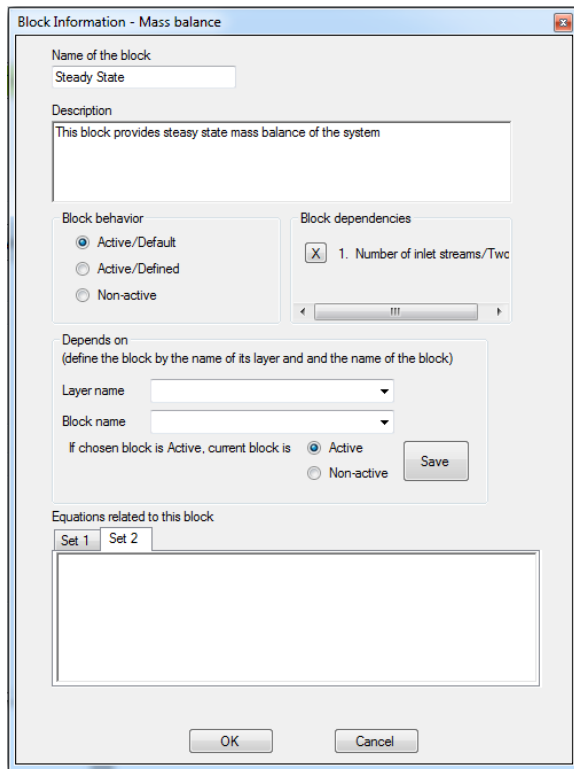 Block Information - Mass balance
Name of the block
Steady State
Description
This block provides steasy state mass balance of the system
Block behavior
Active/Default
Active/Defined
Non-active
Block dependencies
X 1. Number of inlet streams/Two
Depends on
(define the block by the name of its layer and and the name of the block)
Layer name
Block name
If chosen block is Active, current block is
Active
Non-active
Save
Equations related to this block
Set 1 Set 2
OK Cancel